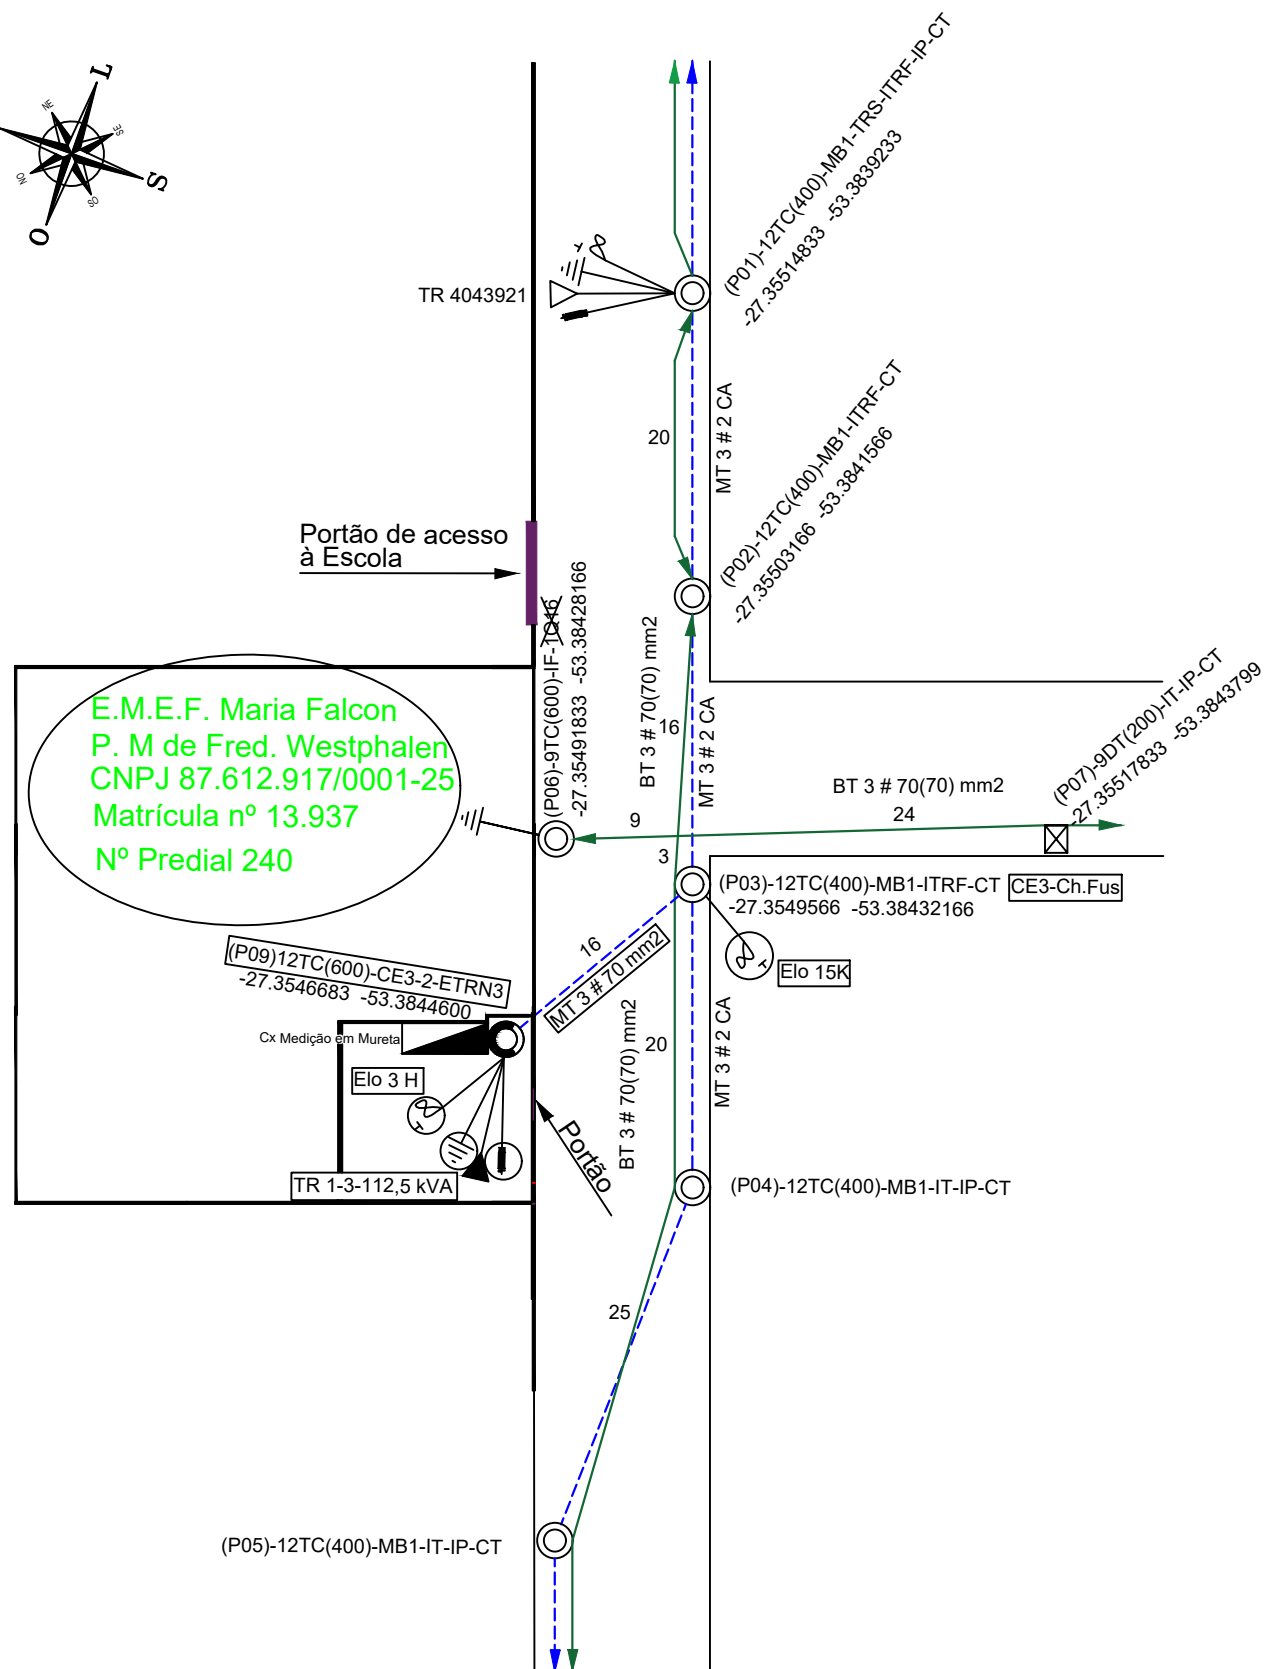 L
NE
SE
S
SO
O
NO
(P01)-12TC(400)-MB1-TRS-ITRF-IP-CT
-27.35514833 -53.3839233
TR 4043921
20
MT 3 # 2 CA
(P02)-12TC(400)-MB1-ITRF-CT
-27.35503166 -53.3841566
Portão de acesso
à Escola
(P06)-9TC(600)-IF-1Q16
-27.35491833 -53.38428166
BT 3 # 70(70) mm2
16
MT 3 # 2 CA
E.M.E.F. Maria Falcon
P. M de Fred. Westphalen
CNPJ 87.612.917/0001-25
Matrícula nº 13.937
Nº Predial 240
BT 3 # 70(70) mm2
9
24
3
(P07)-9DT(200)-IT-IP-CT
-27.35517833 -53.3843799
(P03)-12TC(400)-MB1-ITRF-CT
-27.3549566 -53.38432166
CE3-Ch.Fus
T
Elo 15K
16
MT 3 # 70 mm2
(P09)12TC(600)-CE3-2-ETRN3
-27.3546683 -53.3844600
Cx Medição em Mureta
Elo 3 H
T
TR 1-3-112,5 kVA
Portão
BT 3 # 70(70) mm2
20
MT 3 # 2 CA
(P04)-12TC(400)-MB1-IT-IP-CT
25
(P05)-12TC(400)-MB1-IT-IP-CT